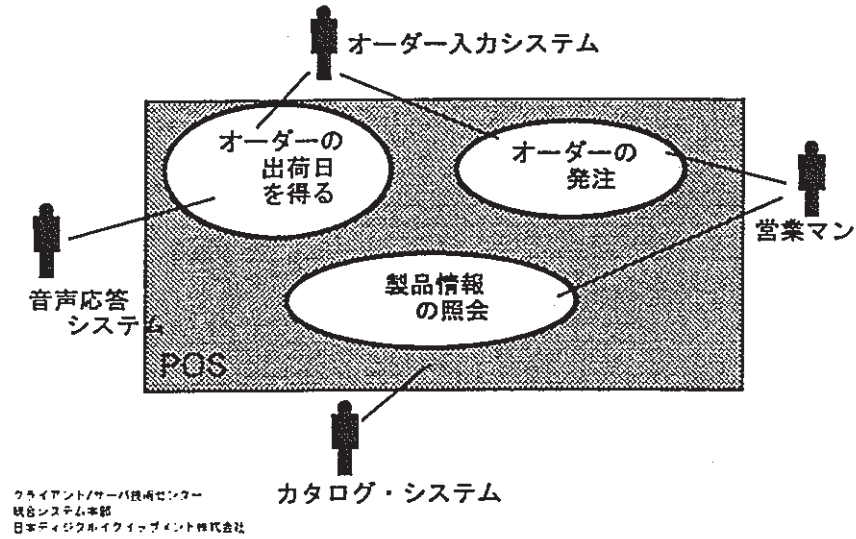 オーダー入力システム
オーダーの
出荷日
を得る
オーダーの
発注
営業マン
音声応答
システム
製品情報
の照会
POS
カタログ・システム
クライアント/サーバ技術センター
統合システム本部
日本ディジタルイクイップメント株式会社